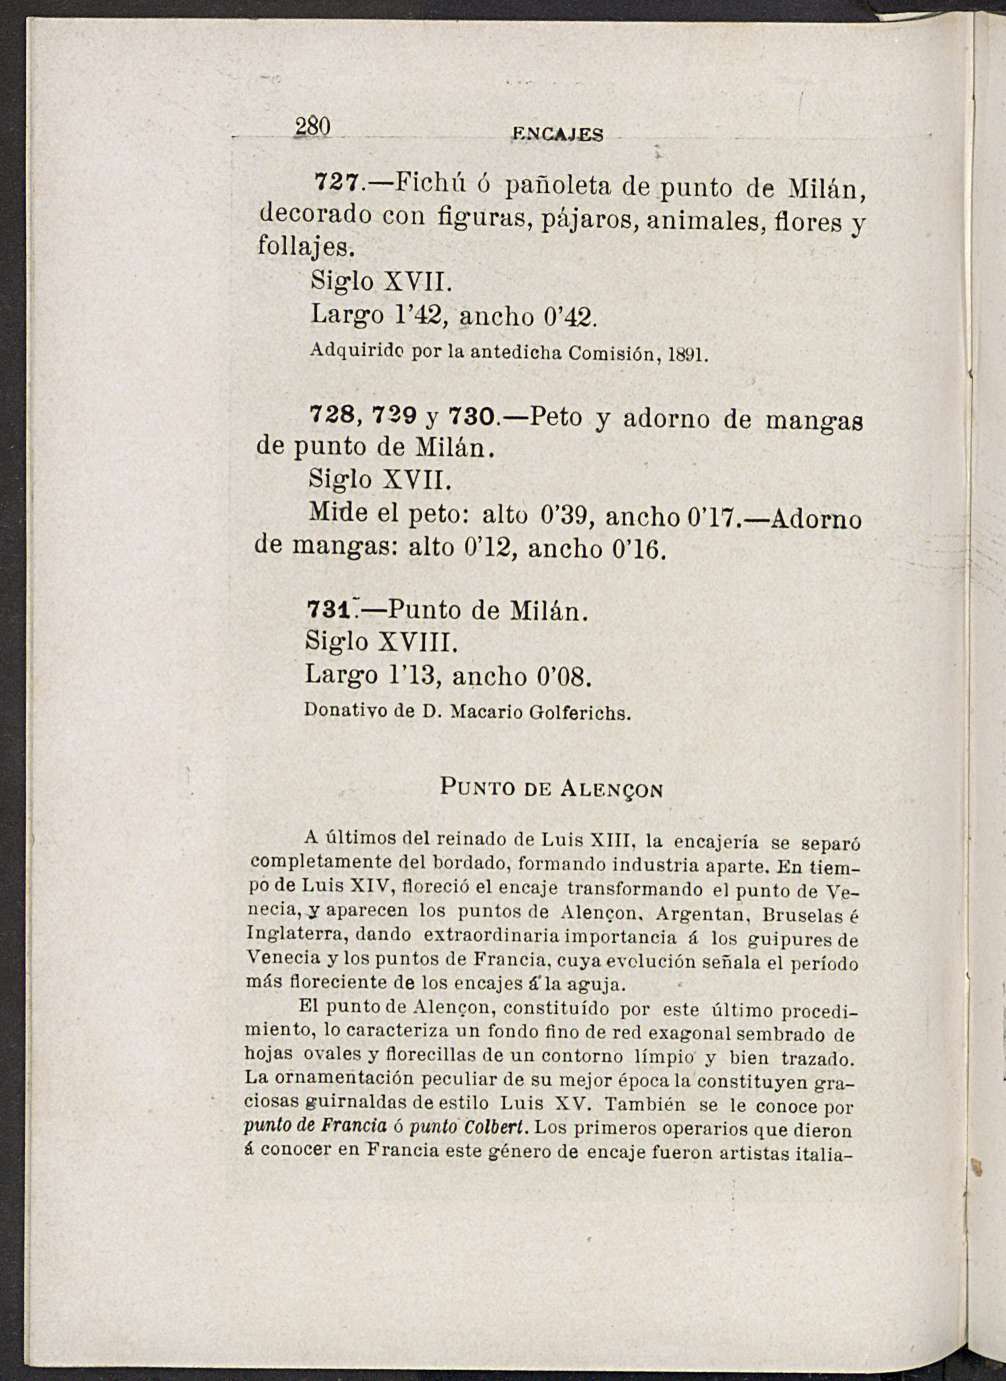 280 ENCAJES
727.—Fichú ó pañoleta de punto de Milán,
decorado con figuras, pájaros, animales, flores y
follajes.
Siglo XVII.
Largo 1'42, ancho 0'42.
Adquirido por la antedicha Comisión, 1891.
728, 729 y 730.—Peto y adorno de mangas
de punto de Milán.
Siglo XVII.
Mide el peto: alto 0'39, ancho 0'17.—Adorno
de mangas: alto 0'12, ancho 0'16.
731.—Punto de Milán.
Siglo XVIII.
Largo 1'13, ancho 0'08.
Donativo de D. Macario Golferichs.
PUNTO DE ALENÇON
A últimos del reinado de Luis XIII, la encajería se separó
completamente del bordado, formando industria aparte. En tiem-
po de Luis XIV, floreció el encaje transformando el punto de Ve-
necia, y aparecen los puntos de Alençon, Argentan, Bruselas é
Inglaterra, dando extraordinaria importancia á los guipures de
Venecia y los puntos de Francia, cuya evolución señala el período
más floreciente de los encajes á la aguja.
El punto de Alençon, constituído por este último procedi-
miento, lo caracteriza un fondo fino de red exagonal sembrado de
hojas ovales y florecillas de un contorno límpio y bien trazado.
La ornamentación peculiar de su mejor época la constituyen gra-
ciosas guirnaldas de estilo Luis XV. También se le conoce por
punto de Francia ó punto Colbert. Los primeros operarios que dieron
á conocer en Francia este género de encaje fueron artistas italia-